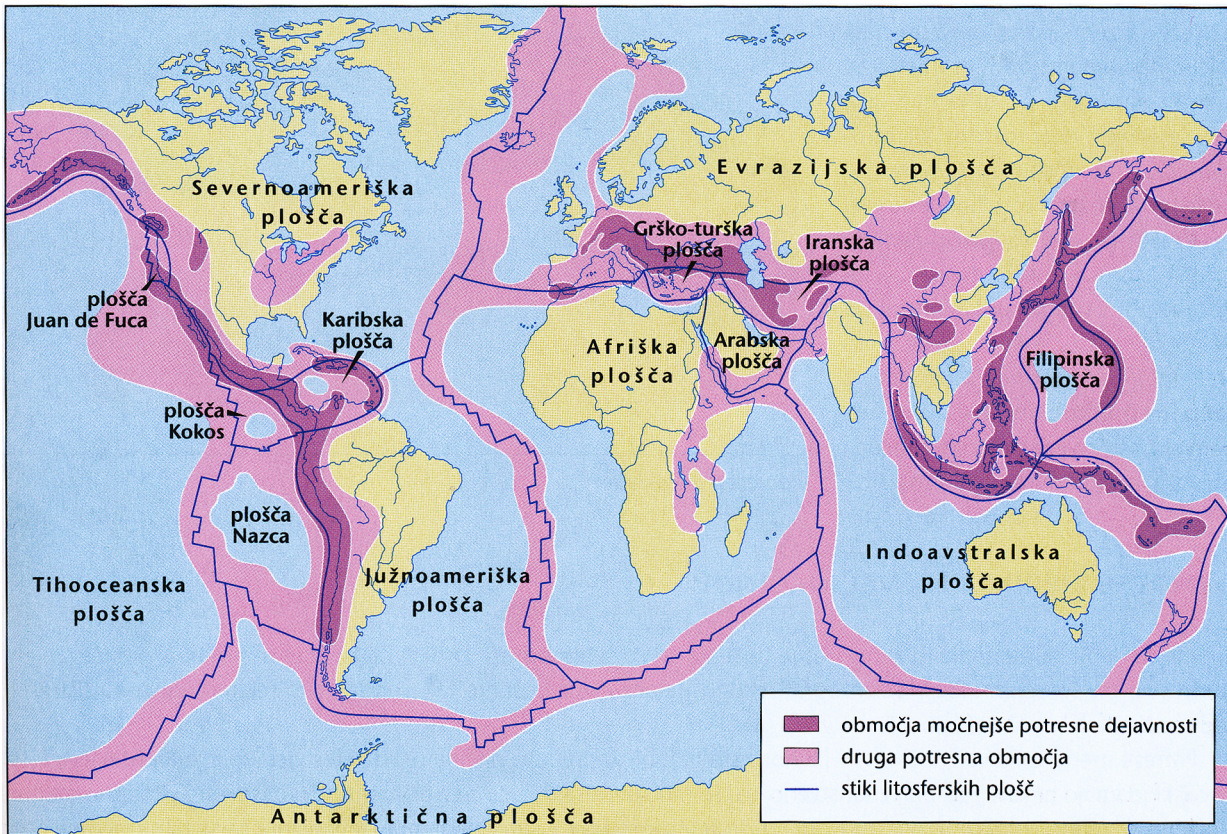 Severnoameriška
plošča
Evrazijska plošča
Grško-turška
plošča
Iranska
plošča
plošča
Juan de Fuca
Karibska
plošča
Afriška
plošča
Arabska
plošča
Filipinska
plošča
plošča
Kokos
plošča
Nazca
Tihooceanska
plošča
Južnoameriška
plošča
Indoavstralska
plošča
Antarktična plošča
območja močnejše potresne dejavnosti
druga potresna območja
stiki litosferskih plošč